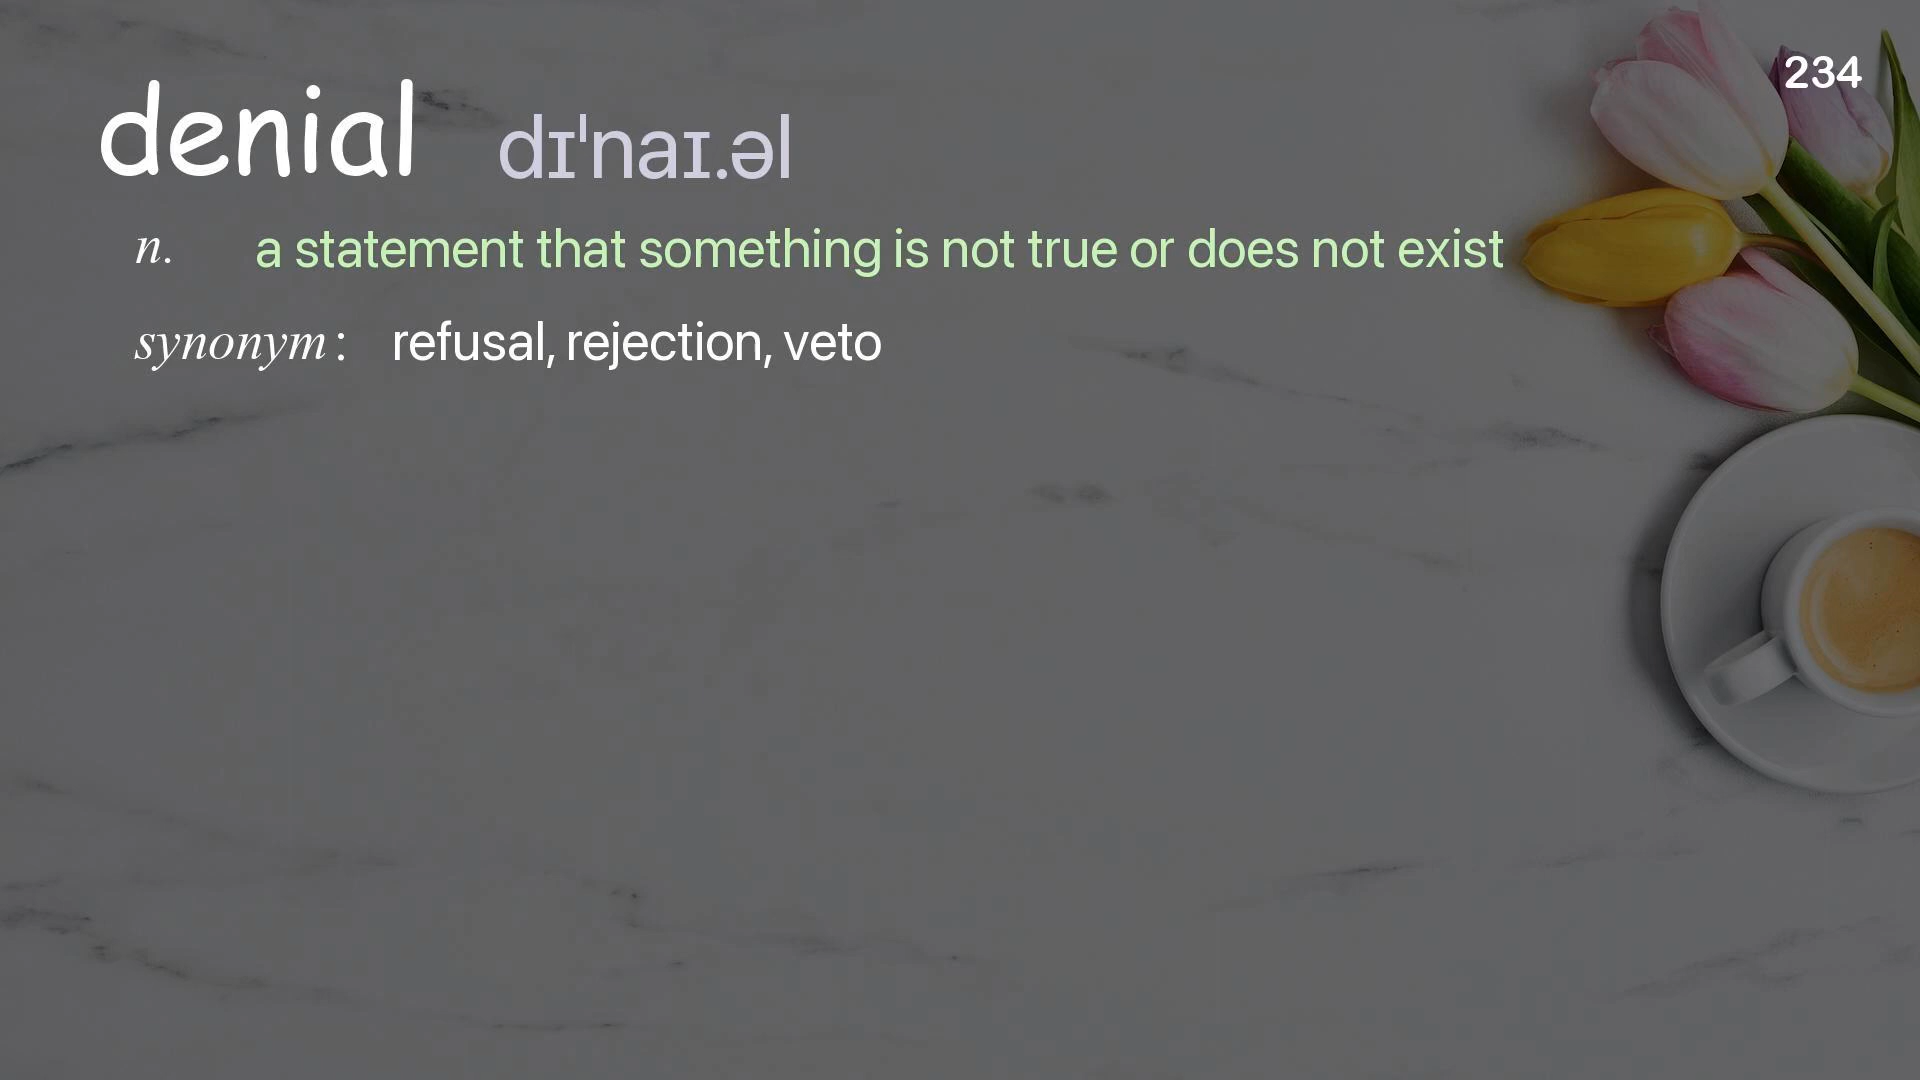 234
denial dɪˈnaɪ.əl
n. a statement that something is not true or does not exist
synonym: refusal, rejection, veto